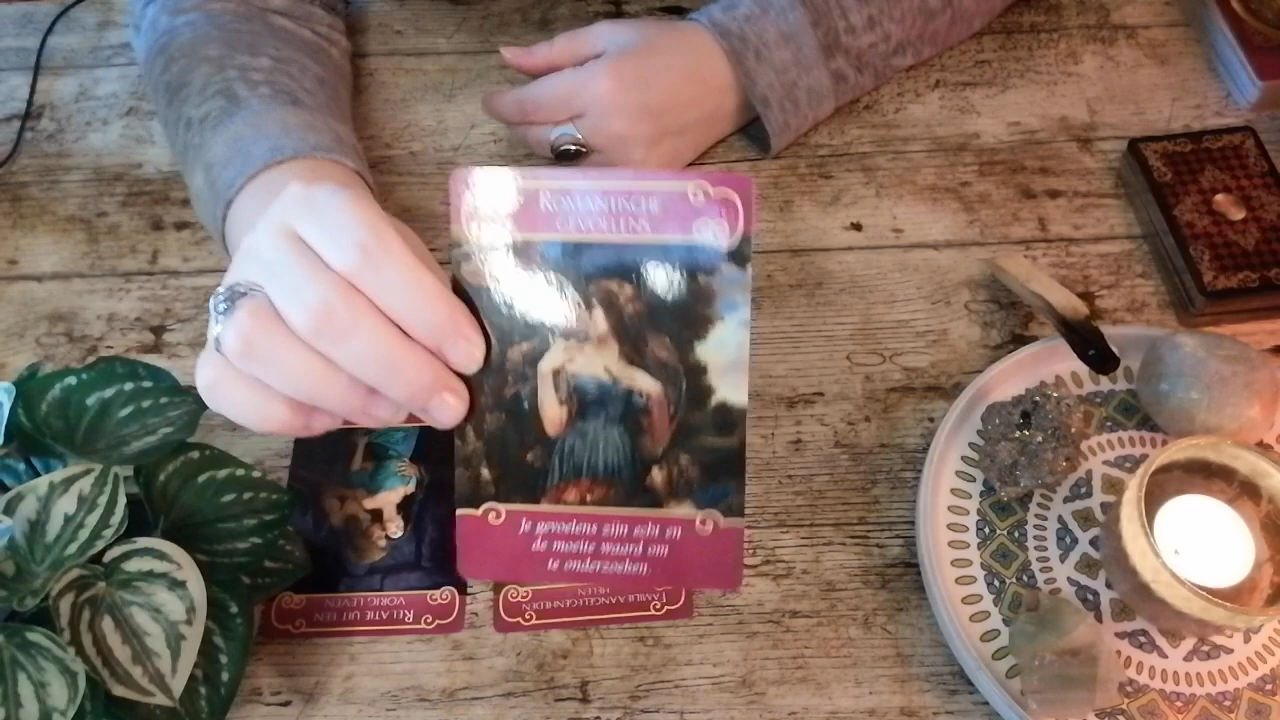 ROMANTISCHE
GEVOELENS
Je gevoelens zijn echt en
de moeite waard om
te onderzoeken.
RELATIE UIT EEN
VORIG LEVEN
FAMILIEAANGELEGENHEDEN
HELEN